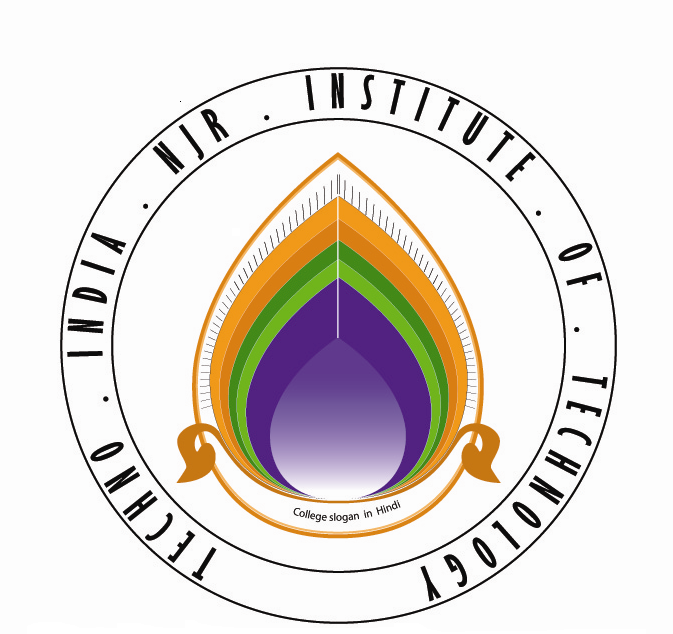 TECHNO . INDIA . NJR . INSTITUTE . OF . TECHNOLOGY
College slogan in Hindi